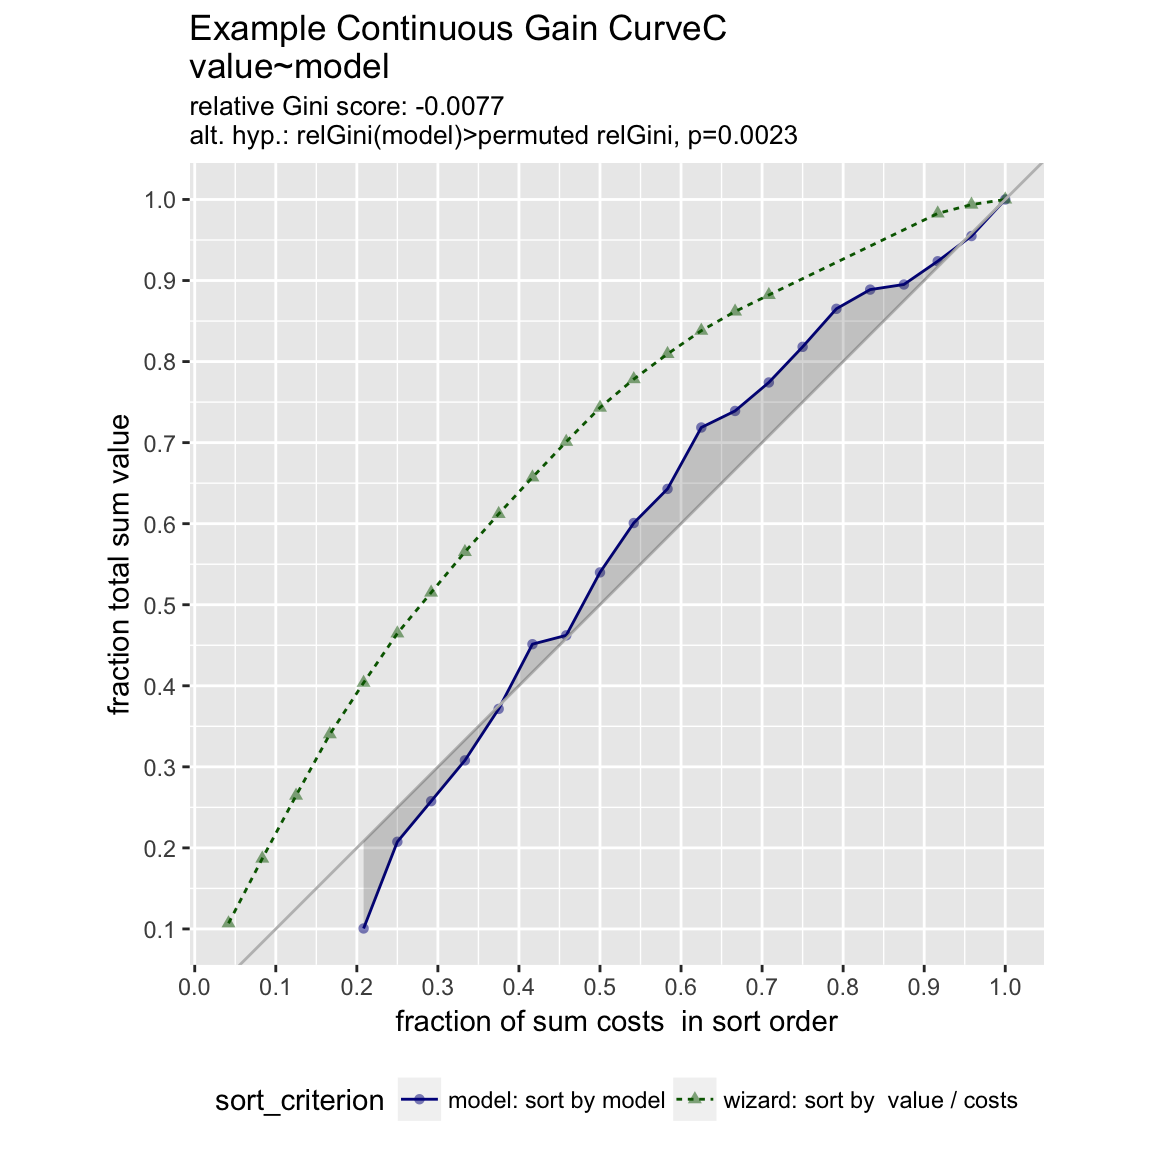 Example Continuous Gain CurveC
value~model
relative Gini score: -0.0077
alt. hyp.: relGini(model)>permuted relGini, p=0.0023
1.0
0.9
0.8
0.7
0.6
0.5
0.4
0.3
0.2
0.1
fraction total sum value
0.0 0.1 0.2 0.3 0.4 0.5 0.6 0.7 0.8 0.9 1.0
fraction of sum costs  in sort order
sort_criterion model: sort by model wizard: sort by  value / costs